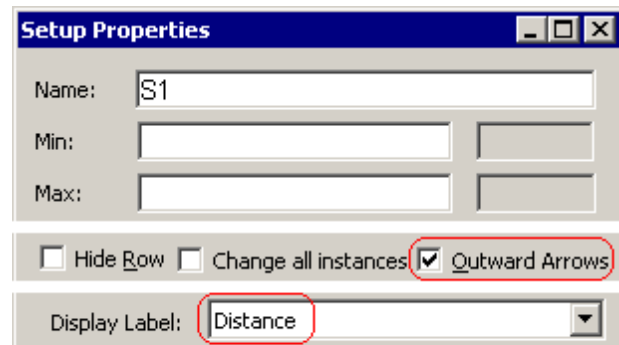 Setup Properties
Name: S1
Min:
Max:
Hide Row Change all instances Outward Arrows
Display Label: Distance